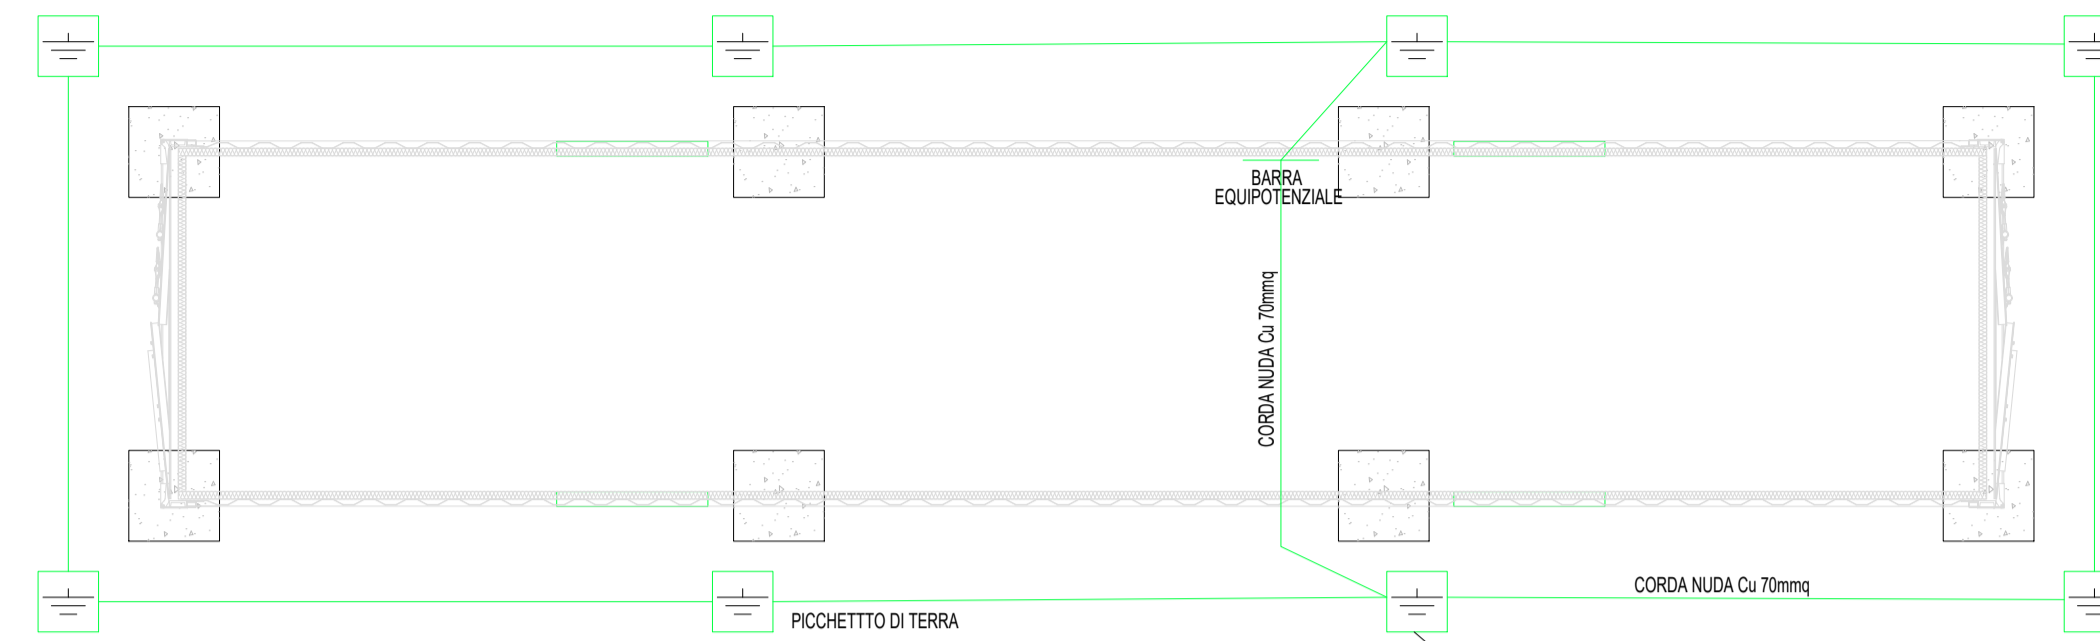 BARRA
EQUIPOTENZIALE
CORDA NUDA Cu 70mmq
CORDA NUDA Cu 70mmq
PICCHETTTO DI TERRA